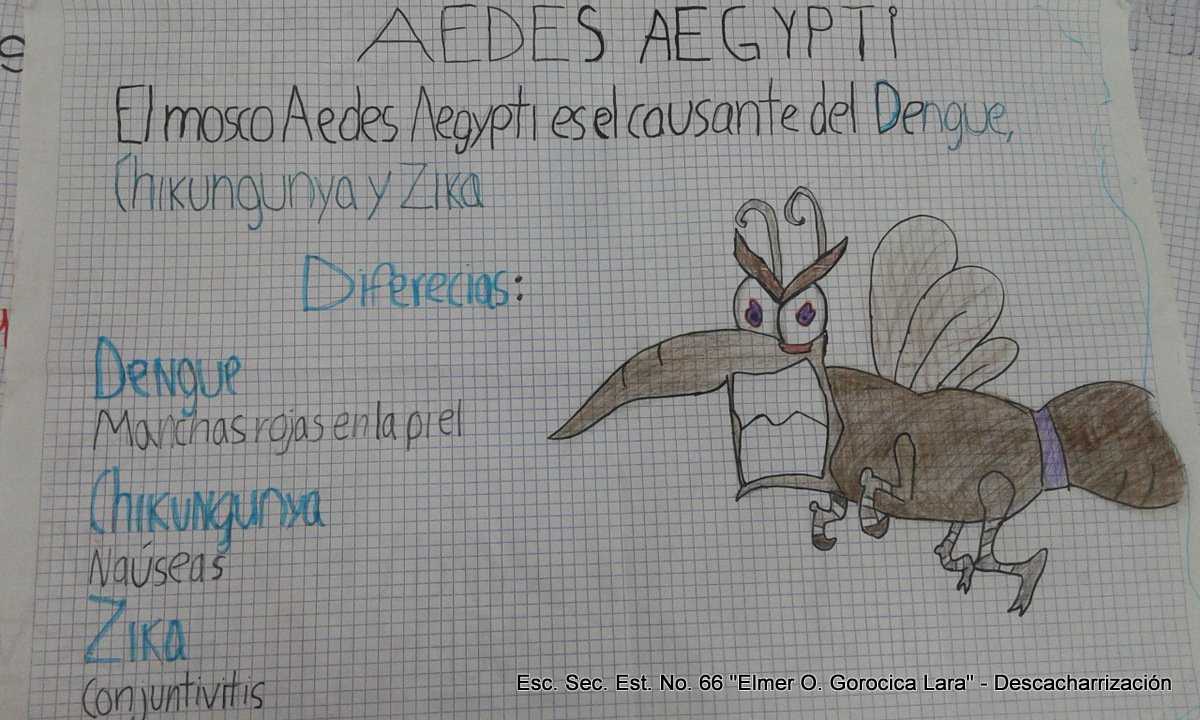 AEDES AEGYPTI
El mosco Aedes Aegypti es el causante del Dengue,
Chikungunya y Zika
Diferecias:
Dengue
Manchas rojas en la piel
Chikungunya
Naúseas
Zika
Conjuntivitis
Esc. Sec. Est. No. 66 "Elmer O. Gorocica Lara" - Descacharrización